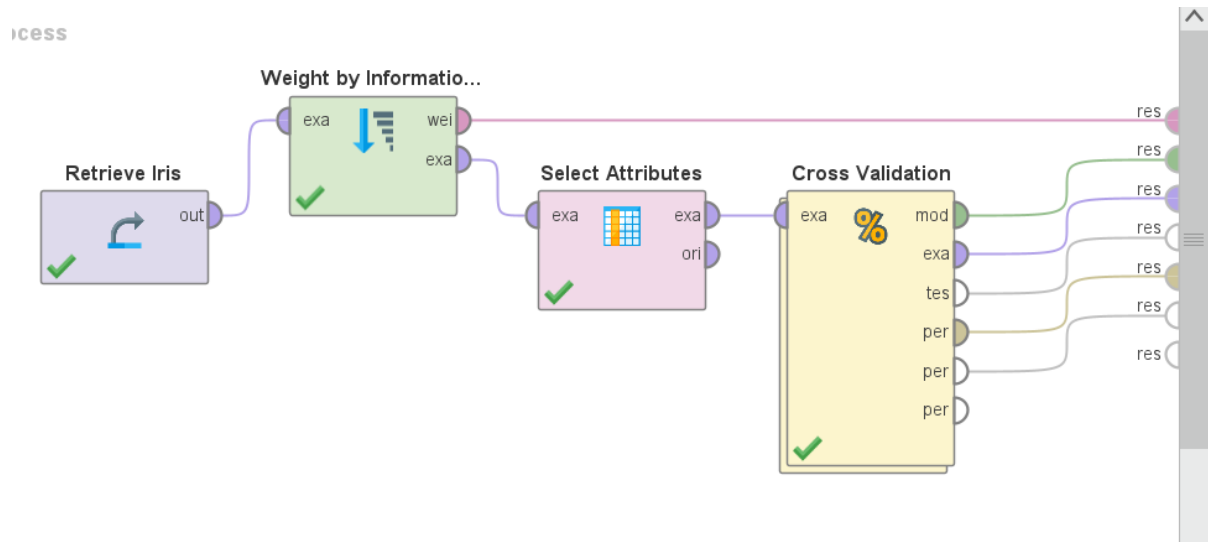 ocess
Weight by Informatio...
exa
wei
exa
Retrieve Iris
out
Select Attributes
exa
exa
ori
Cross Validation
exa
mod
exa
tes
per
per
per
%
res
res
res
res
res
res
res